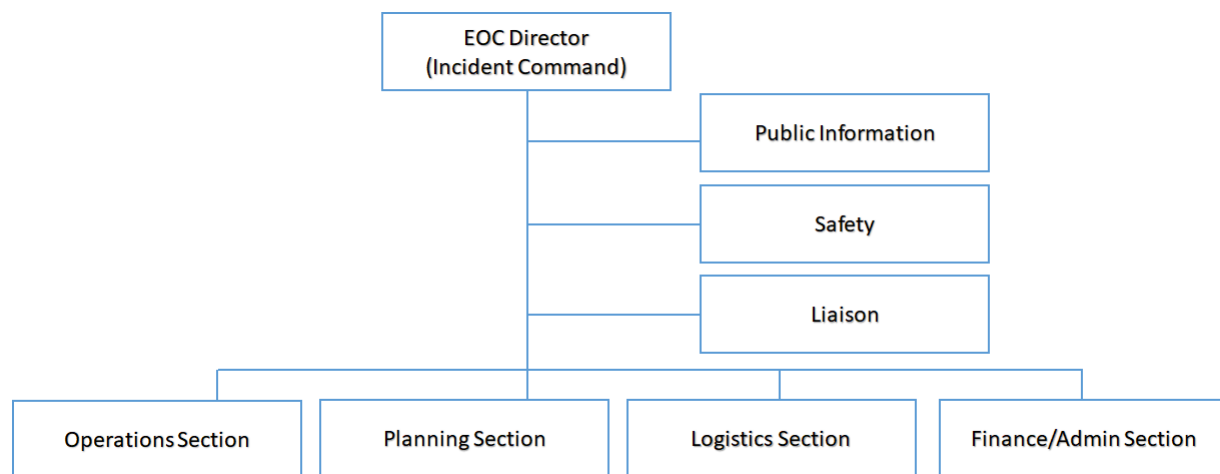 EOC Director
(Incident Command)
Public Information
Safety
Liaison
Operations Section
Planning Section
Logistics Section
Finance/Admin Section